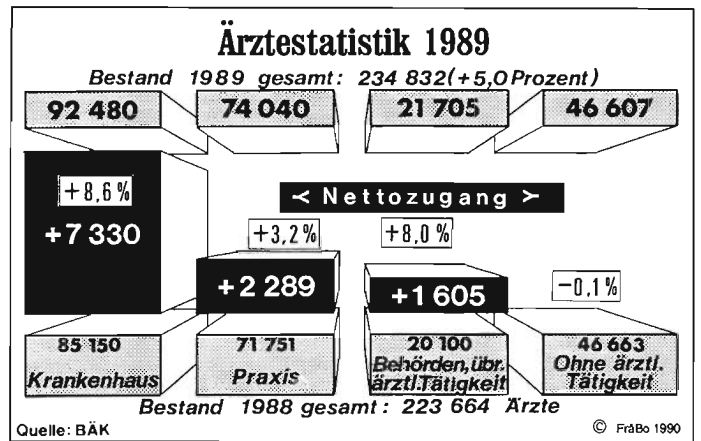 Ärztestatistik 1989
Bestand 1989 gesamt: 234 832(+5,0 Prozent)
92 480 74 040 21 705 46 607
+8,6 %
+7 330
≺ Nettozugang ≻
+3,2% +8,0 %
+2 289 +1 605 −0,1%
85 150 71 751 20 100 46 663
Krankenhaus Praxis Behörden,übr. Ohne ärztl.
ärztl.Tätigkeit Tätigkeit
Bestand 1988 gesamt: 223 664 Ärzte
Quelle: BÄK © FräBo 1990